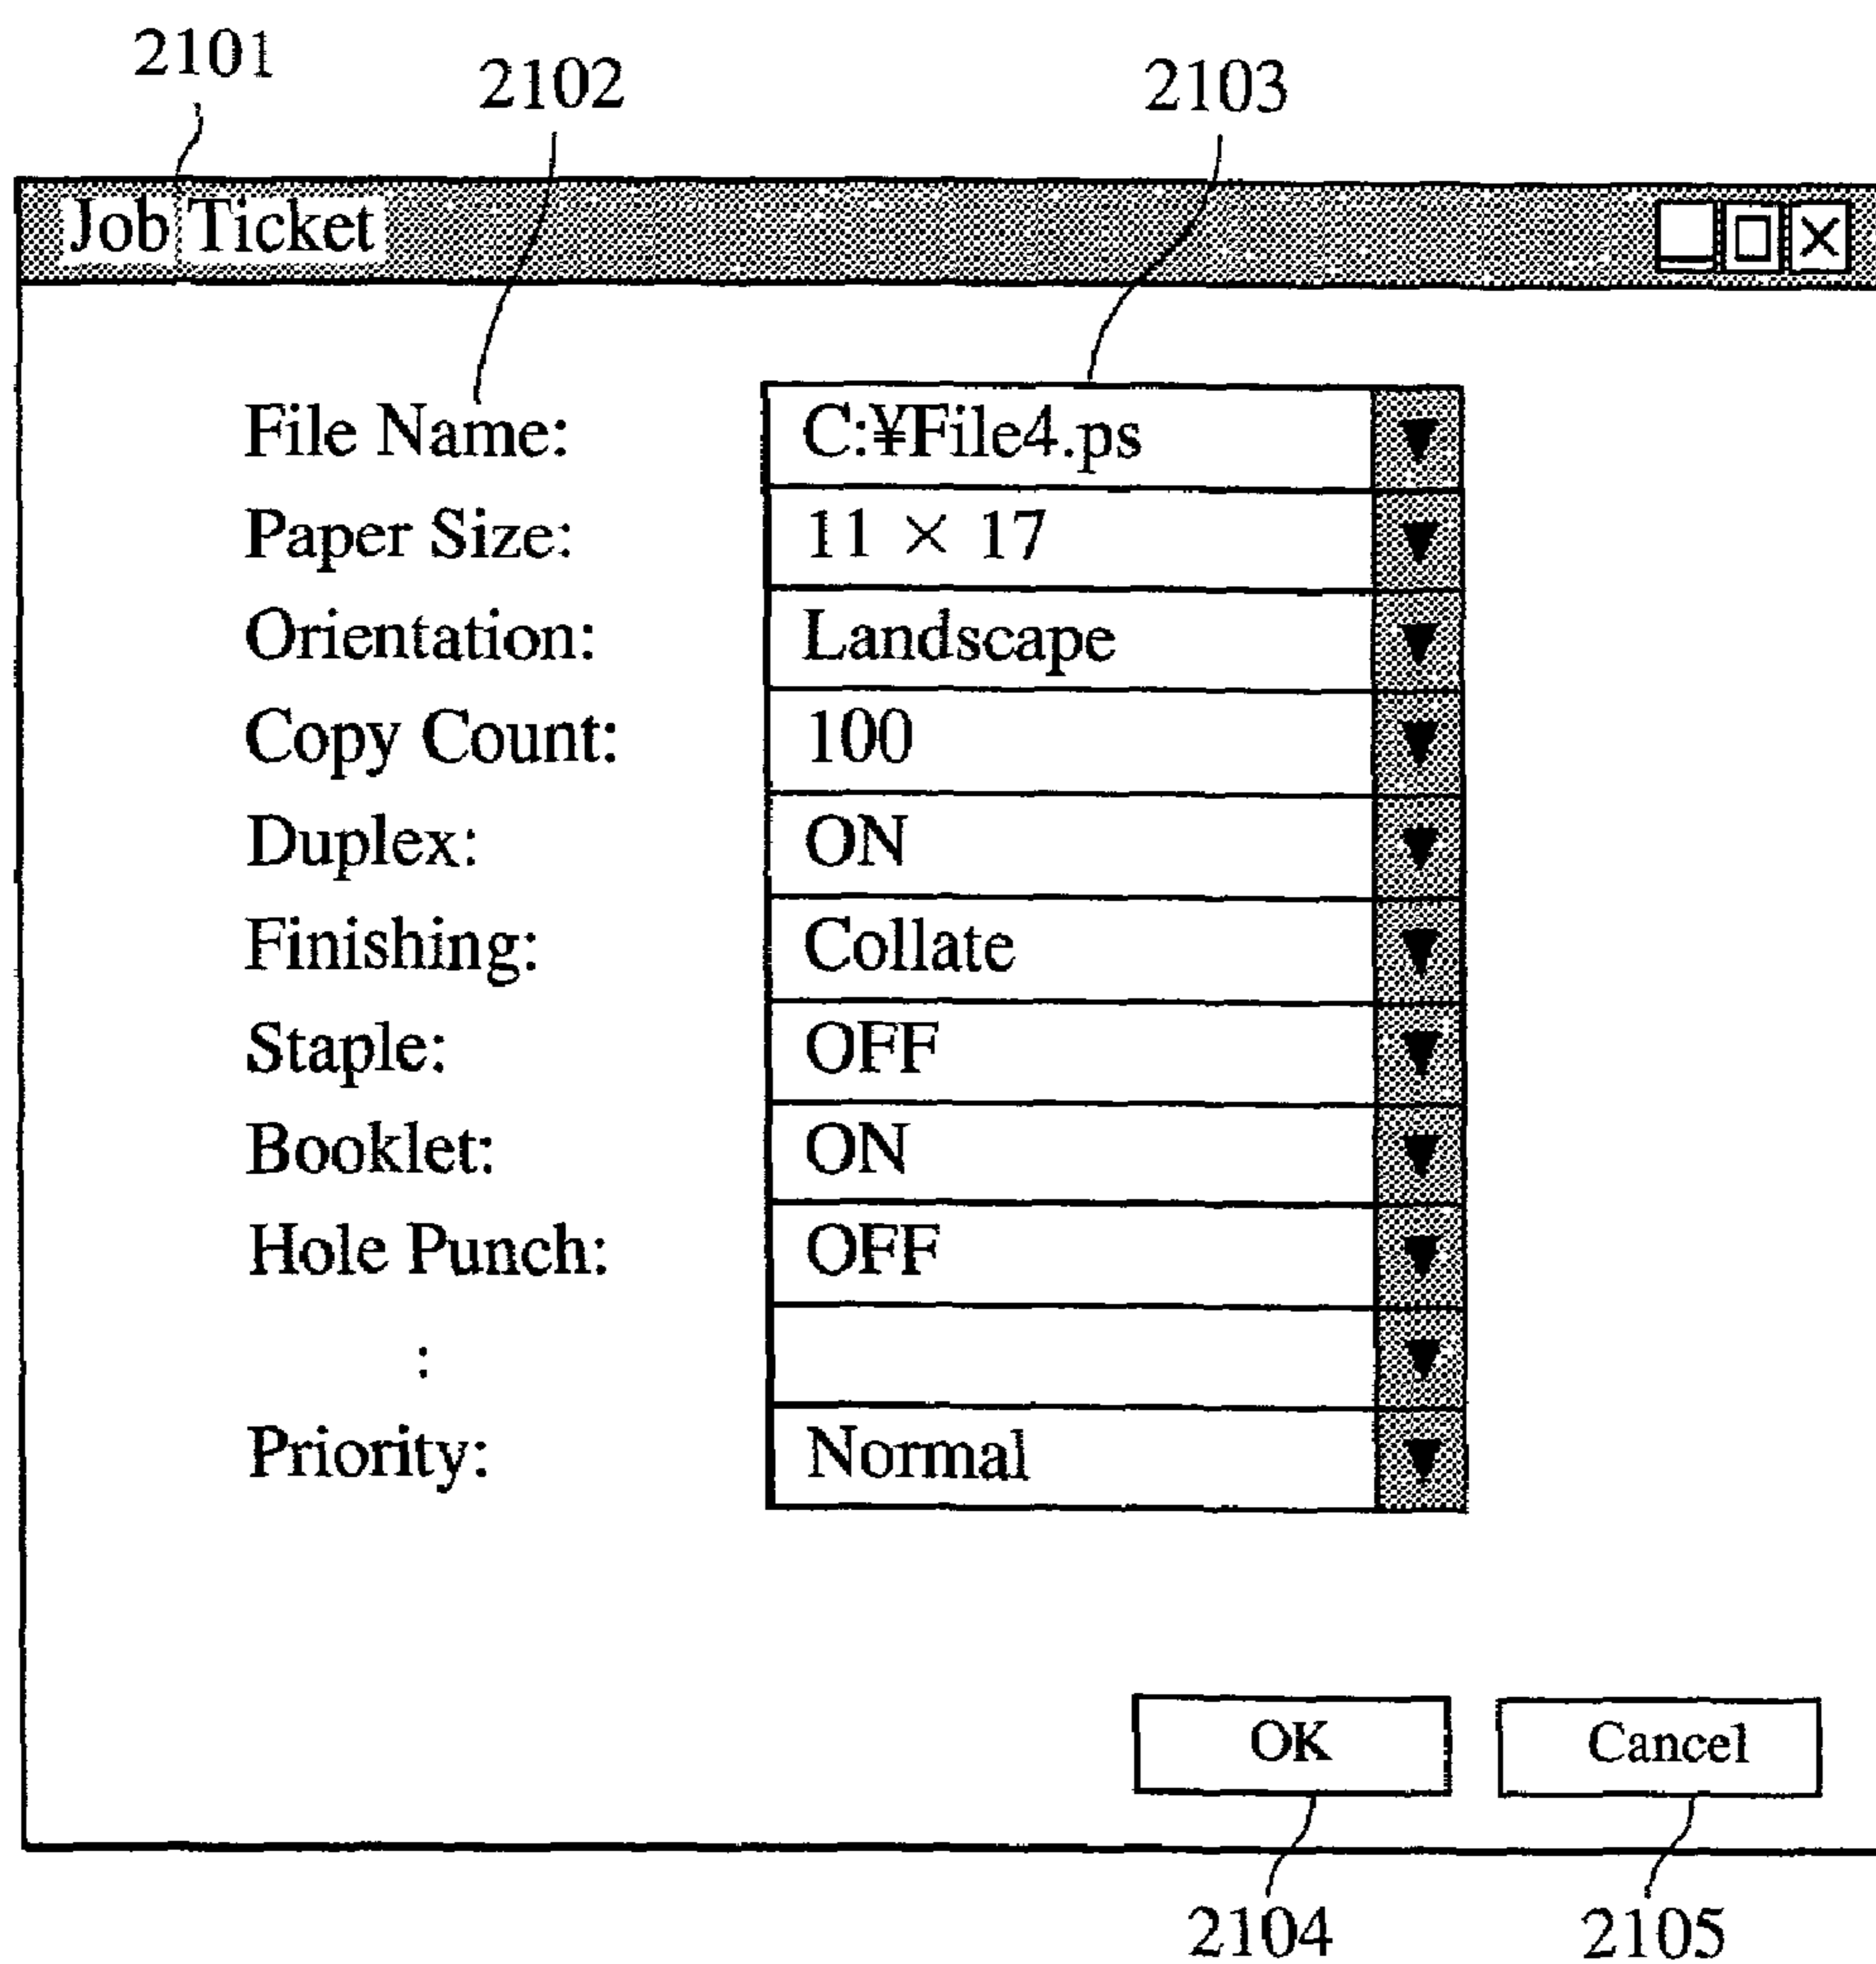 2101
2102
2103
Job Ticket
File Name: C:¥File4.ps
Paper Size: 11 × 17
Orientation: Landscape
Copy Count: 100
Duplex: ON
Finishing: Collate
Staple: OFF
Booklet: ON
Hole Punch: OFF
:
Priority: Normal
OK
Cancel
2104
2105